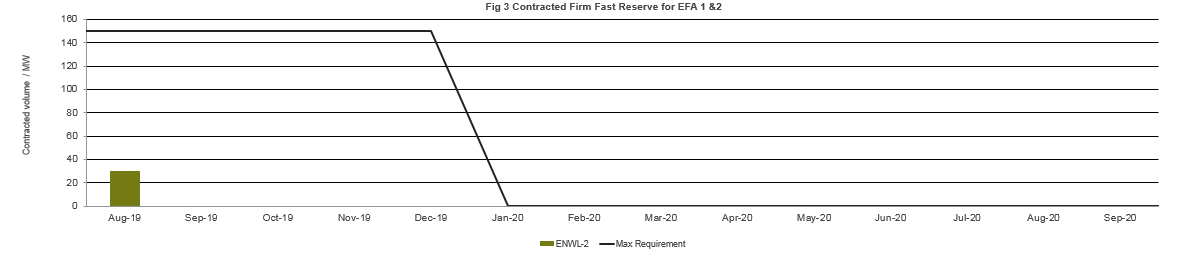 Fig 3 Contracted Firm Fast Reserve for EFA 1 &2
Contracted volume / MW
160
140
120
100
80
60
40
20
0
Aug-19 Sep-19 Oct-19 Nov-19 Dec-19 Jan-20 Feb-20 Mar-20 Apr-20 May-20 Jun-20 Jul-20 Aug-20 Sep-20
ENWL-2 Max Requirement